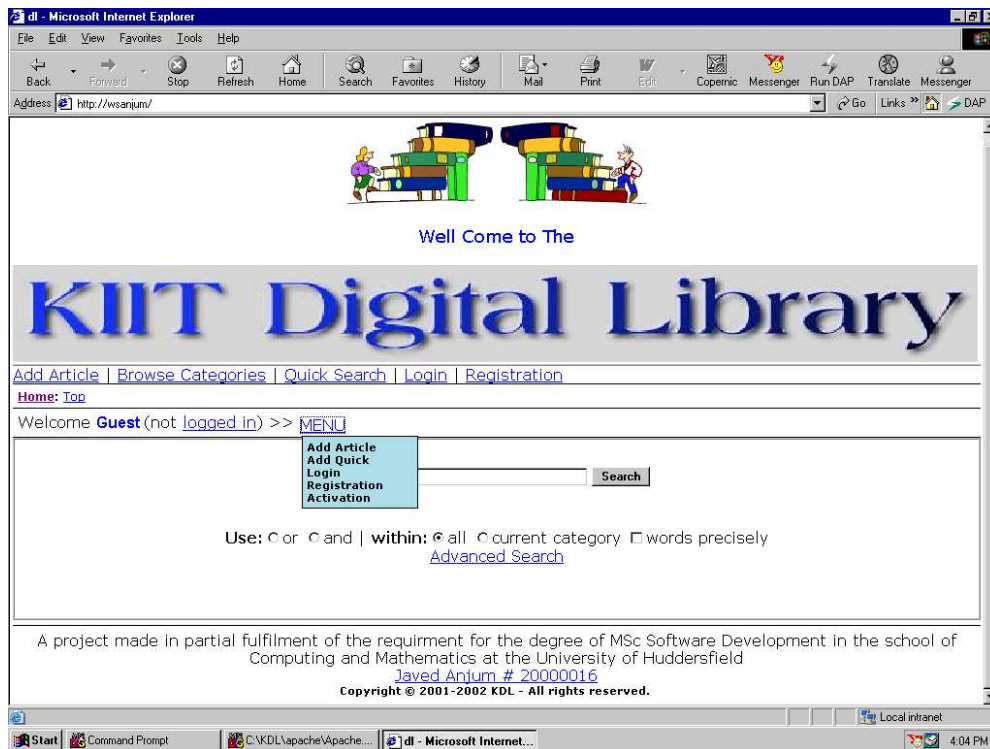 dl - Microsoft Internet Explorer
File Edit View Favorites Tools Help
Back Forward Stop Refresh Home Search Favorites History Mail Print Edit Copernic Messenger Run DAP Translate Messenger
Address http://wsanjum/ Go Links » DAP
Well Come to The
KIIT Digital Library
Add Article | Browse Categories | Quick Search | Login | Registration
Home: Top
Welcome Guest (not logged in) >> MENU
Add Article
Add Quick
Login
Registration
Activation
Search
Use: or and | within: all current category words precisely
Advanced Search
A project made in partial fulfilment of the requirment for the degree of MSc Software Development in the school of
Computing and Mathematics at the University of Huddersfield
Javed Anjum # 20000016
Copyright © 2001-2002 KDL - All rights reserved.
Local intranet
Start Command Prompt C:\KDL\apache\Apache.... dl - Microsoft Internet... 4:04 PM